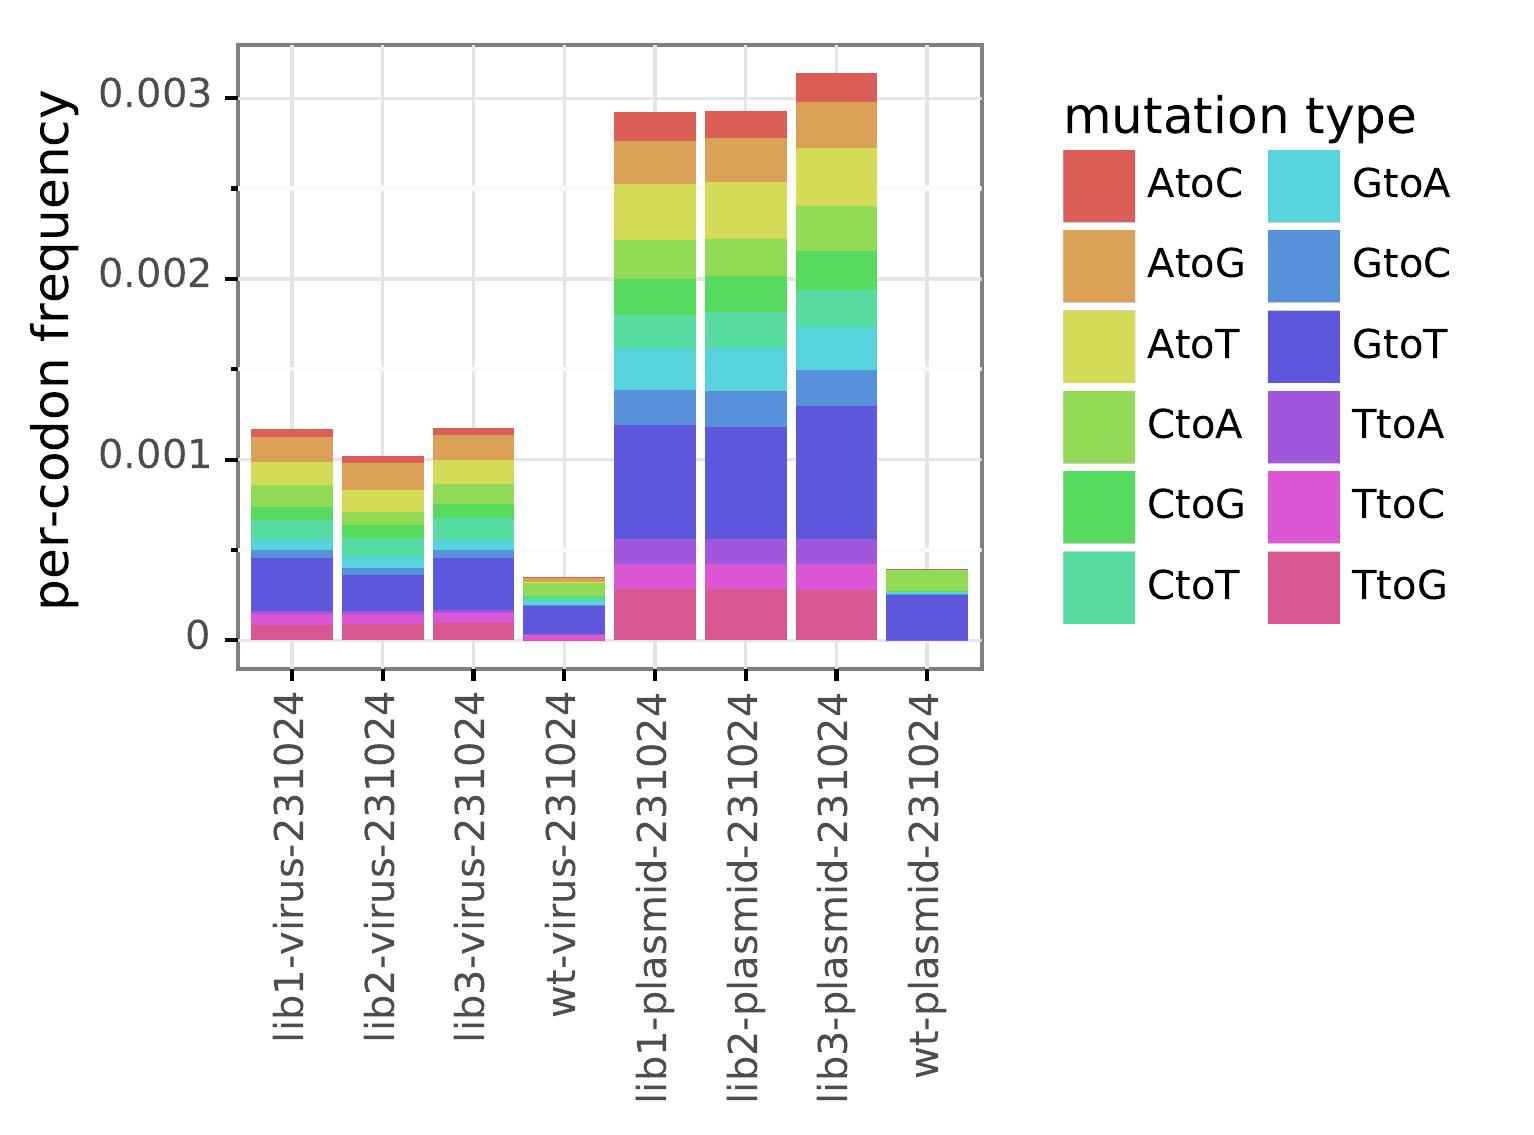 per-codon frequency
0.003
0.002
0.001
0
lib1-virus-231024
lib2-virus-231024
lib3-virus-231024
wt-virus-231024
lib1-plasmid-231024
lib2-plasmid-231024
lib3-plasmid-231024
wt-plasmid-231024
mutation type
AtoC
AtoG
AtoT
CtoA
CtoG
CtoT
GtoA
GtoC
GtoT
TtoA
TtoC
TtoG